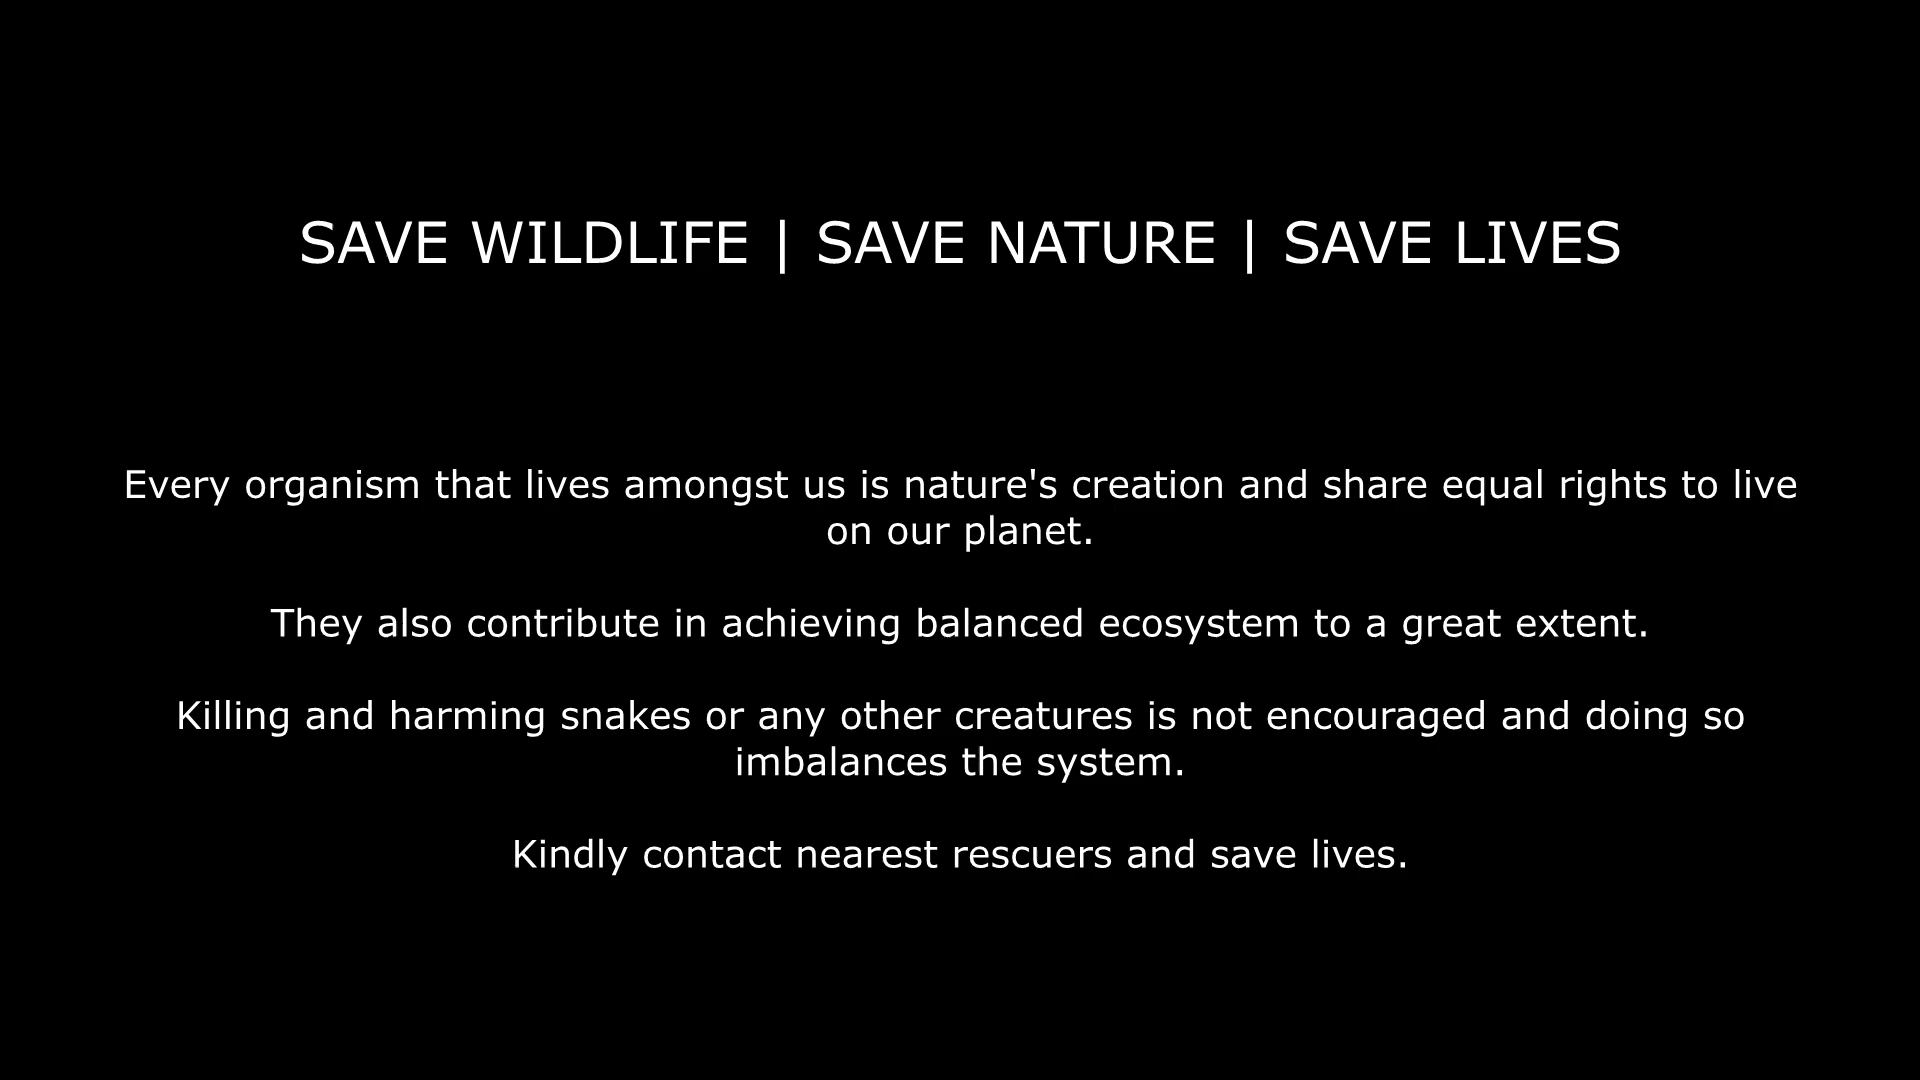 SAVE WILDLIFE | SAVE NATURE | SAVE LIVES
Every organism that lives amongst us is nature's creation and share equal rights to live
on our planet.
They also contribute in achieving balanced ecosystem to a great extent.
Killing and harming snakes or any other creatures is not encouraged and doing so
imbalances the system.
Kindly contact nearest rescuers and save lives.